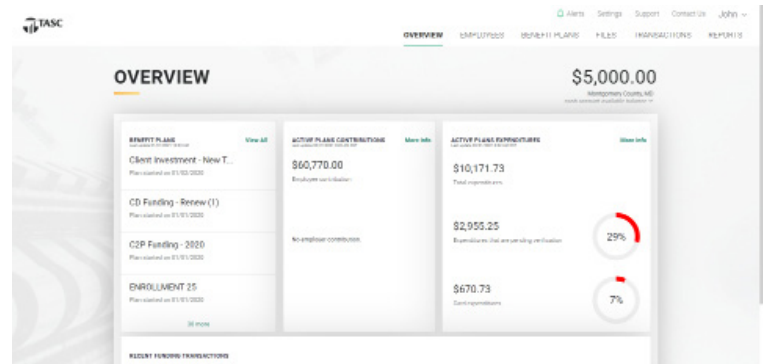 TASC
Alerts Settings Support Contact Us John
OVERVIEW EMPLOYEES BENEFIT PLANS FILES TRANSACTIONS REPORTS
OVERVIEW
$5,000.00
Montgomery County, MD
BENEFIT PLANS View All
Client Investment - New T...
Plan started on 01/02/2020
CD Funding - Renew (1)
Plan started on 01/01/2020
C2P Funding - 2020
Plan started on 01/01/2020
ENROLLMENT 25
Plan started on 01/01/2020
30 more
ACTIVE PLANS CONTRIBUTIONS More Info
$60,770.00
Employee contribution
No employer contribution.
ACTIVE PLANS EXPENDITURES More Info
$10,171.73
Total expenditures
$2,955.25
Expenditures that are pending verification
29%
$670.73
Card expenditures
7%
RECENT FUNDING TRANSACTIONS